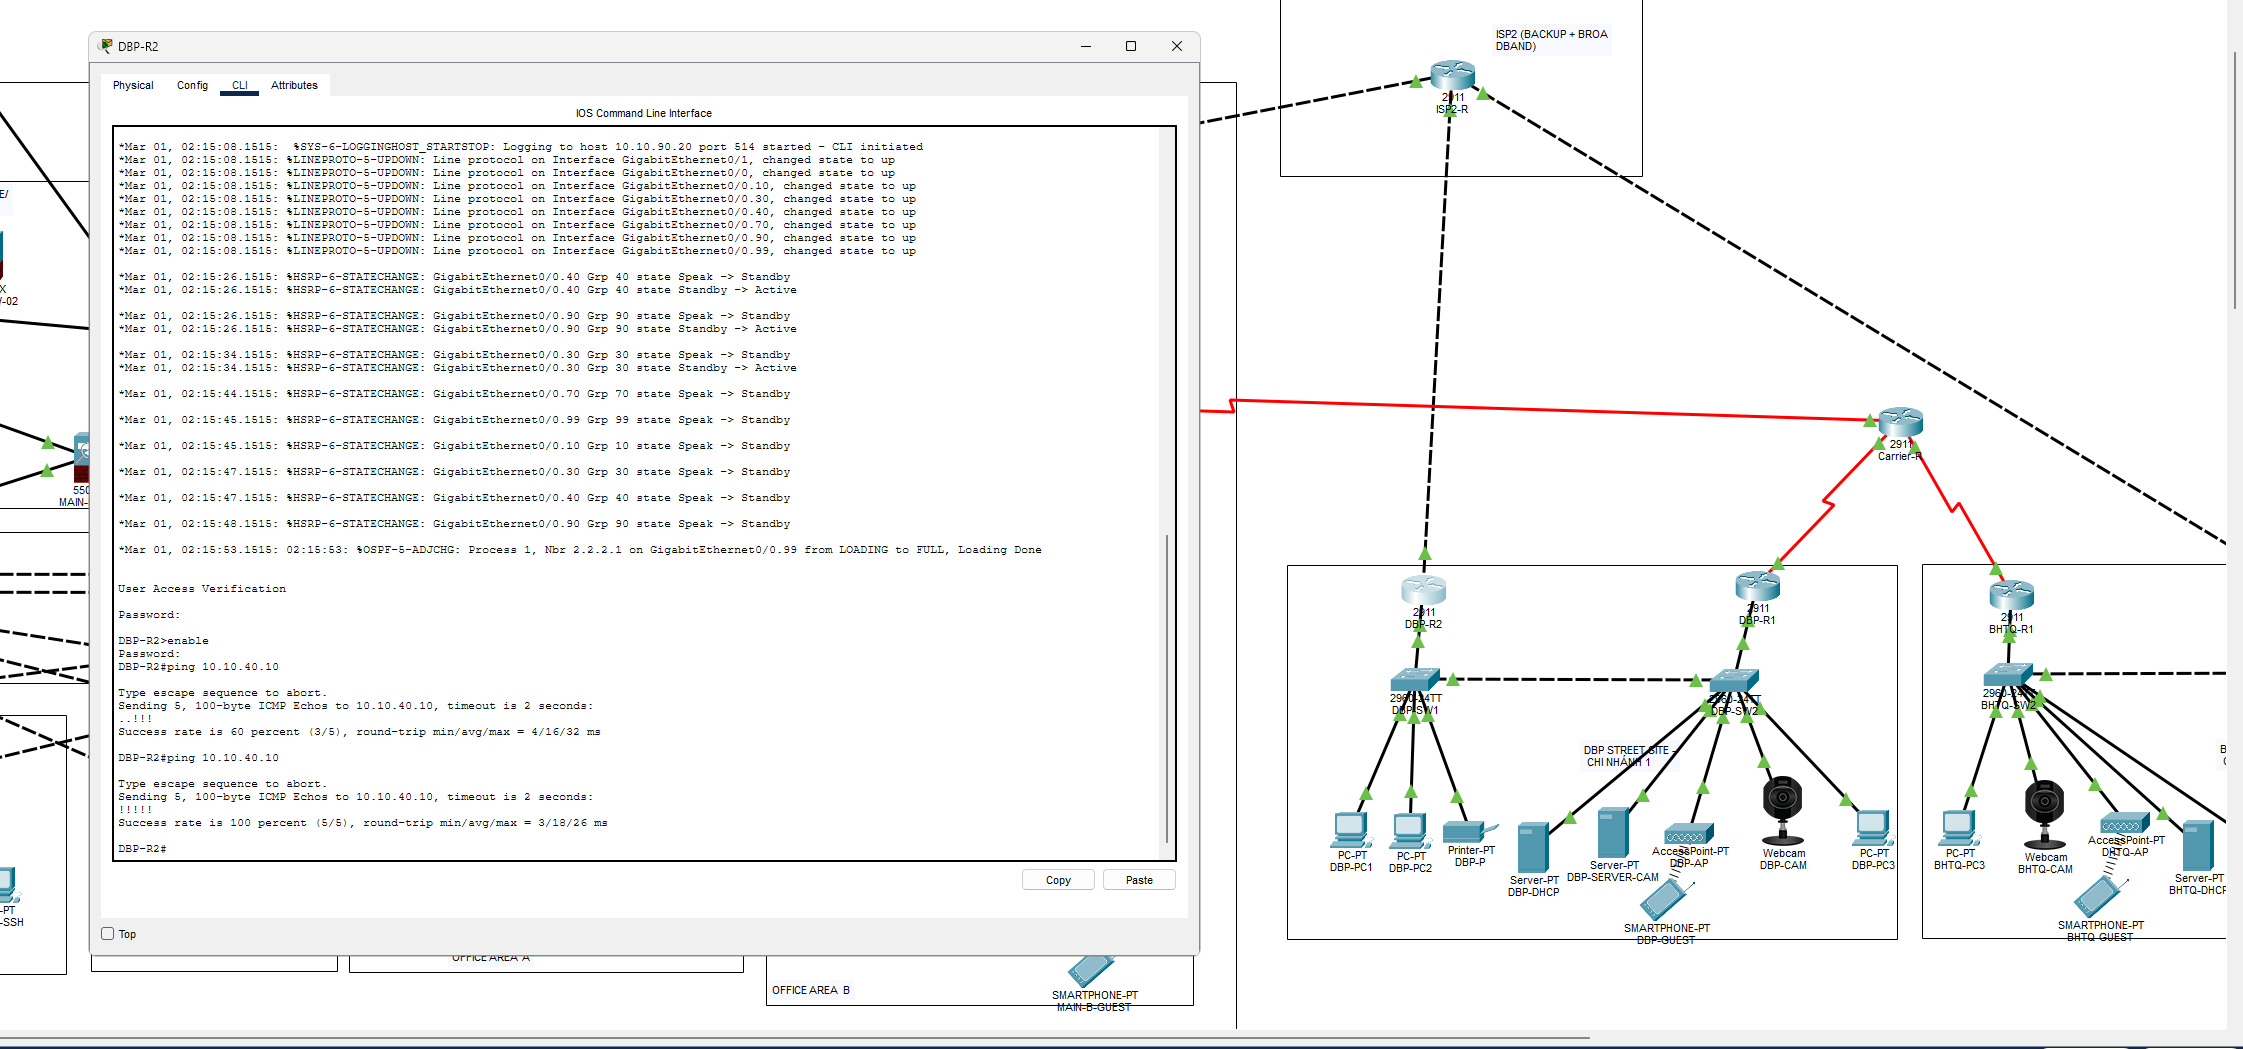 DBP-R2
Physical
Config
CLI
Attributes
IOS Command Line Interface
*Mar 01, 02:15:08.1515:  %SYS-6-LOGGINGHOST_STARTSTOP: Logging to host 10.10.90.20 port 514 started - CLI initiated
*Mar 01, 02:15:08.1515: %LINEPROTO-5-UPDOWN: Line protocol on Interface GigabitEthernet0/1, changed state to up
*Mar 01, 02:15:08.1515: %LINEPROTO-5-UPDOWN: Line protocol on Interface GigabitEthernet0/0, changed state to up
*Mar 01, 02:15:08.1515: %LINEPROTO-5-UPDOWN: Line protocol on Interface GigabitEthernet0/0.10, changed state to up
*Mar 01, 02:15:08.1515: %LINEPROTO-5-UPDOWN: Line protocol on Interface GigabitEthernet0/0.30, changed state to up
*Mar 01, 02:15:08.1515: %LINEPROTO-5-UPDOWN: Line protocol on Interface GigabitEthernet0/0.40, changed state to up
*Mar 01, 02:15:08.1515: %LINEPROTO-5-UPDOWN: Line protocol on Interface GigabitEthernet0/0.70, changed state to up
*Mar 01, 02:15:08.1515: %LINEPROTO-5-UPDOWN: Line protocol on Interface GigabitEthernet0/0.90, changed state to up
*Mar 01, 02:15:08.1515: %LINEPROTO-5-UPDOWN: Line protocol on Interface GigabitEthernet0/0.99, changed state to up
*Mar 01, 02:15:26.1515: %HSRP-6-STATECHANGE: GigabitEthernet0/0.40 Grp 40 state Speak -> Standby
*Mar 01, 02:15:26.1515: %HSRP-6-STATECHANGE: GigabitEthernet0/0.40 Grp 40 state Standby -> Active
*Mar 01, 02:15:26.1515: %HSRP-6-STATECHANGE: GigabitEthernet0/0.90 Grp 90 state Speak -> Standby
*Mar 01, 02:15:26.1515: %HSRP-6-STATECHANGE: GigabitEthernet0/0.90 Grp 90 state Standby -> Active
*Mar 01, 02:15:34.1515: %HSRP-6-STATECHANGE: GigabitEthernet0/0.30 Grp 30 state Speak -> Standby
*Mar 01, 02:15:34.1515: %HSRP-6-STATECHANGE: GigabitEthernet0/0.30 Grp 30 state Standby -> Active
*Mar 01, 02:15:44.1515: %HSRP-6-STATECHANGE: GigabitEthernet0/0.70 Grp 70 state Speak -> Standby
*Mar 01, 02:15:45.1515: %HSRP-6-STATECHANGE: GigabitEthernet0/0.99 Grp 99 state Speak -> Standby
*Mar 01, 02:15:45.1515: %HSRP-6-STATECHANGE: GigabitEthernet0/0.10 Grp 10 state Speak -> Standby
*Mar 01, 02:15:47.1515: %HSRP-6-STATECHANGE: GigabitEthernet0/0.30 Grp 30 state Speak -> Standby
*Mar 01, 02:15:47.1515: %HSRP-6-STATECHANGE: GigabitEthernet0/0.40 Grp 40 state Speak -> Standby
*Mar 01, 02:15:48.1515: %HSRP-6-STATECHANGE: GigabitEthernet0/0.90 Grp 90 state Speak -> Standby
*Mar 01, 02:15:53.1515: 02:15:53: %OSPF-5-ADJCHG: Process 1, Nbr 2.2.2.1 on GigabitEthernet0/0.99 from LOADING to FULL, Loading Done
User Access Verification
Password:
DBP-R2>enable
Password:
DBP-R2#ping 10.10.40.10
Type escape sequence to abort.
Sending 5, 100-byte ICMP Echos to 10.10.40.10, timeout is 2 seconds:
..!!!
Success rate is 60 percent (3/5), round-trip min/avg/max = 4/16/32 ms
DBP-R2#ping 10.10.40.10
Type escape sequence to abort.
Sending 5, 100-byte ICMP Echos to 10.10.40.10, timeout is 2 seconds:
!!!!!
Success rate is 100 percent (5/5), round-trip min/avg/max = 3/18/26 ms
DBP-R2#
Copy
Paste
Top
E/
X
/-02
550
MAIN-
-PT
-SSH
OFFICE AREA A
OFFICE AREA B
SMARTPHONE-PT
MAIN-B-GUEST
ISP2 (BACKUP + BROA
DBAND)
2911
ISP2-R
2911
Carrier-R
2911
DBP-R2
2911
DBP-R1
2911
BHTQ-R1
2960-24TT
DBP-SW1
2960-24TT
DBP-SW2
2960-24TT
BHTQ-SW2
DBP STREET SITE -
CHI NHÁNH 1
PC-PT
DBP-PC1
PC-PT
DBP-PC2
Printer-PT
DBP-P
Server-PT
DBP-DHCP
Server-PT
DBP-SERVER-CAM
AccessPoint-PT
DBP-AP
SMARTPHONE-PT
DBP-GUEST
Webcam
DBP-CAM
PC-PT
DBP-PC3
PC-PT
BHTQ-PC3
Webcam
BHTQ-CAM
AccessPoint-PT
DHTQ-AP
SMARTPHONE-PT
BHTQ-GUEST
Server-PT
BHTQ-DHCP